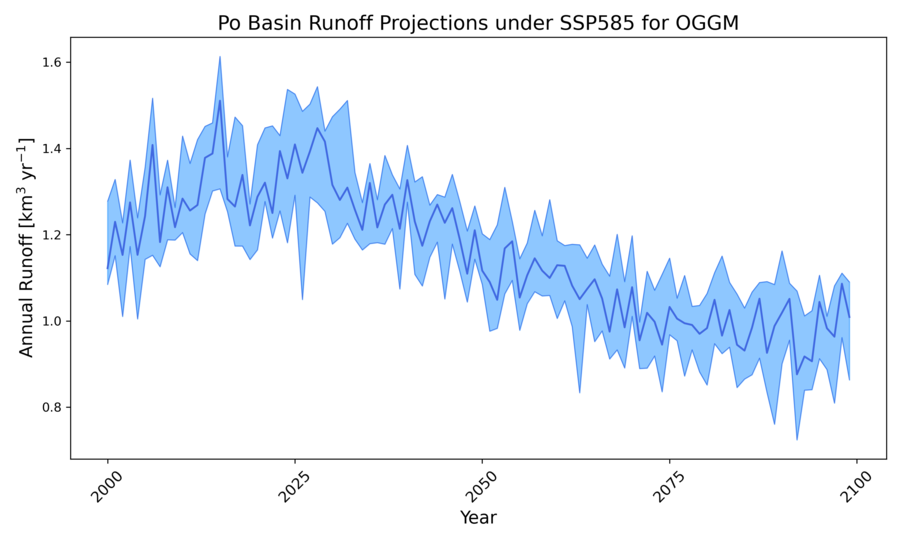 Po Basin Runoff Projections under SSP585 for OGGM
Annual Runoff [km³ yr⁻¹]
1.6
1.4
1.2
1.0
0.8
2000 2025 2050 2075 2100
Year